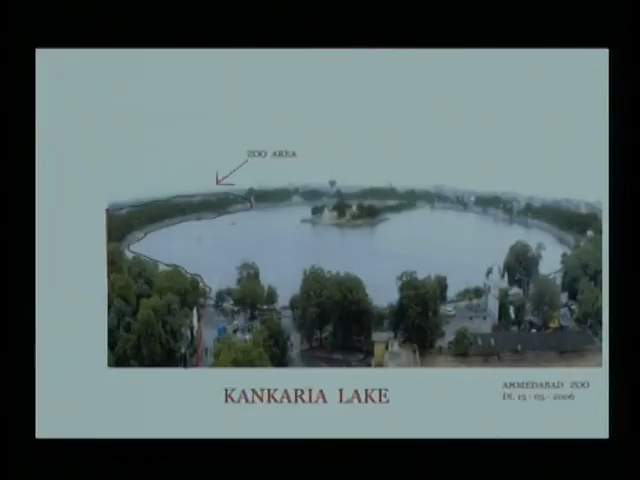 ZOO AREA
KANKARIA LAKE
AHMEDABAD ZOO
Dt. 15 - 05 - 2006